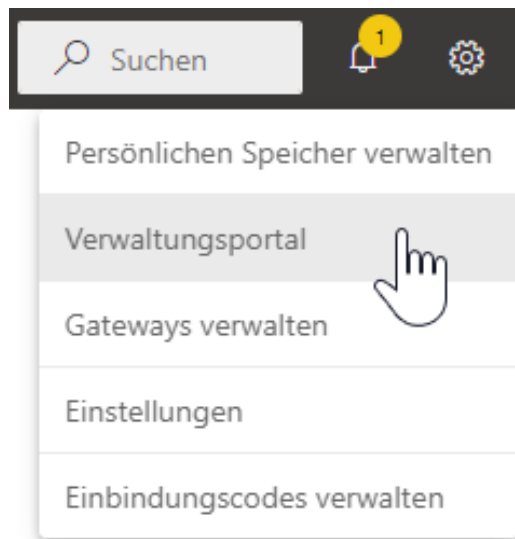 Suchen
1
Persönlichen Speicher verwalten
Verwaltungsportal
Gateways verwalten
Einstellungen
Einbindungscodes verwalten